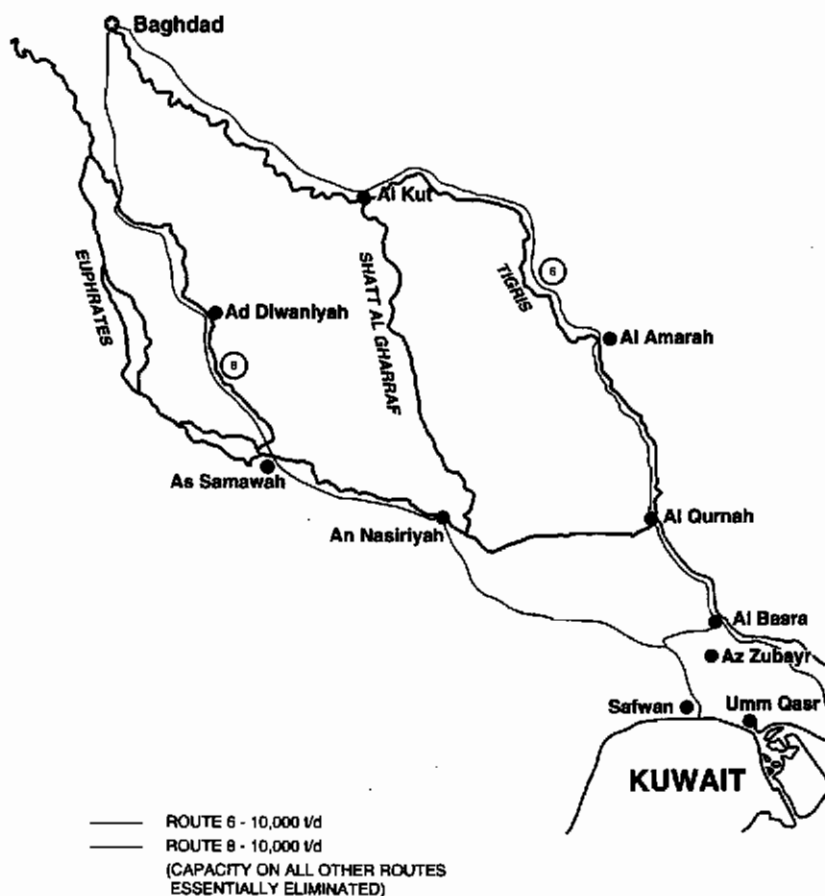 Baghdad
Al Kut
EUPHRATES
SHATT AL GHARRAF
TIGRIS
6
Ad Diwaniyah
Al Amarah
8
As Samawah
An Nasiriyah
Al Qurnah
Al Basra
Az Zubayr
Safwan
Umm Qasr
KUWAIT
ROUTE 6 - 10,000 t/d
ROUTE 8 - 10,000 t/d
(CAPACITY ON ALL OTHER ROUTES
ESSENTIALLY ELIMINATED)